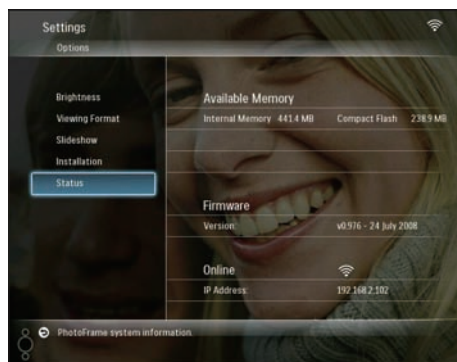 Settings
Options
Brightness
Viewing Format
Slideshow
Installation
Status
Available Memory
Internal Memory 441.4 MB Compact Flash 238.9 MB
Firmware
Version: v0.976 - 24 July 2008
Online
IP Address: 192.168.2.102
PhotoFrame system information.